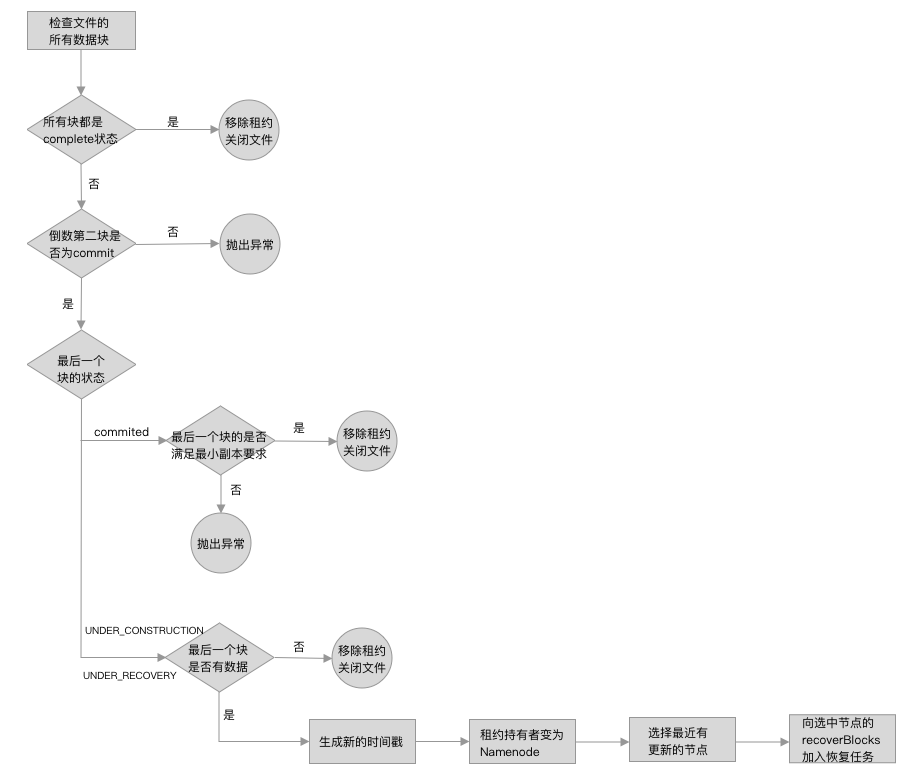 检查文件的
所有数据块
所有块都是
complete状态
是
移除租约
关闭文件
否
倒数第二块是
否为commit
否
抛出异常
是
最后一个
块的状态
commited
最后一个块的是否
满足最小副本要求
是
移除租约
关闭文件
否
抛出异常
UNDER_CONSTRUCTION
UNDER_RECOVERY
最后一个块
是否有数据
否
移除租约
关闭文件
是
生成新的时间戳
租约持有者变为
Namenode
选择最近有
更新的节点
向选中节点的
recoverBlocks
加入恢复任务